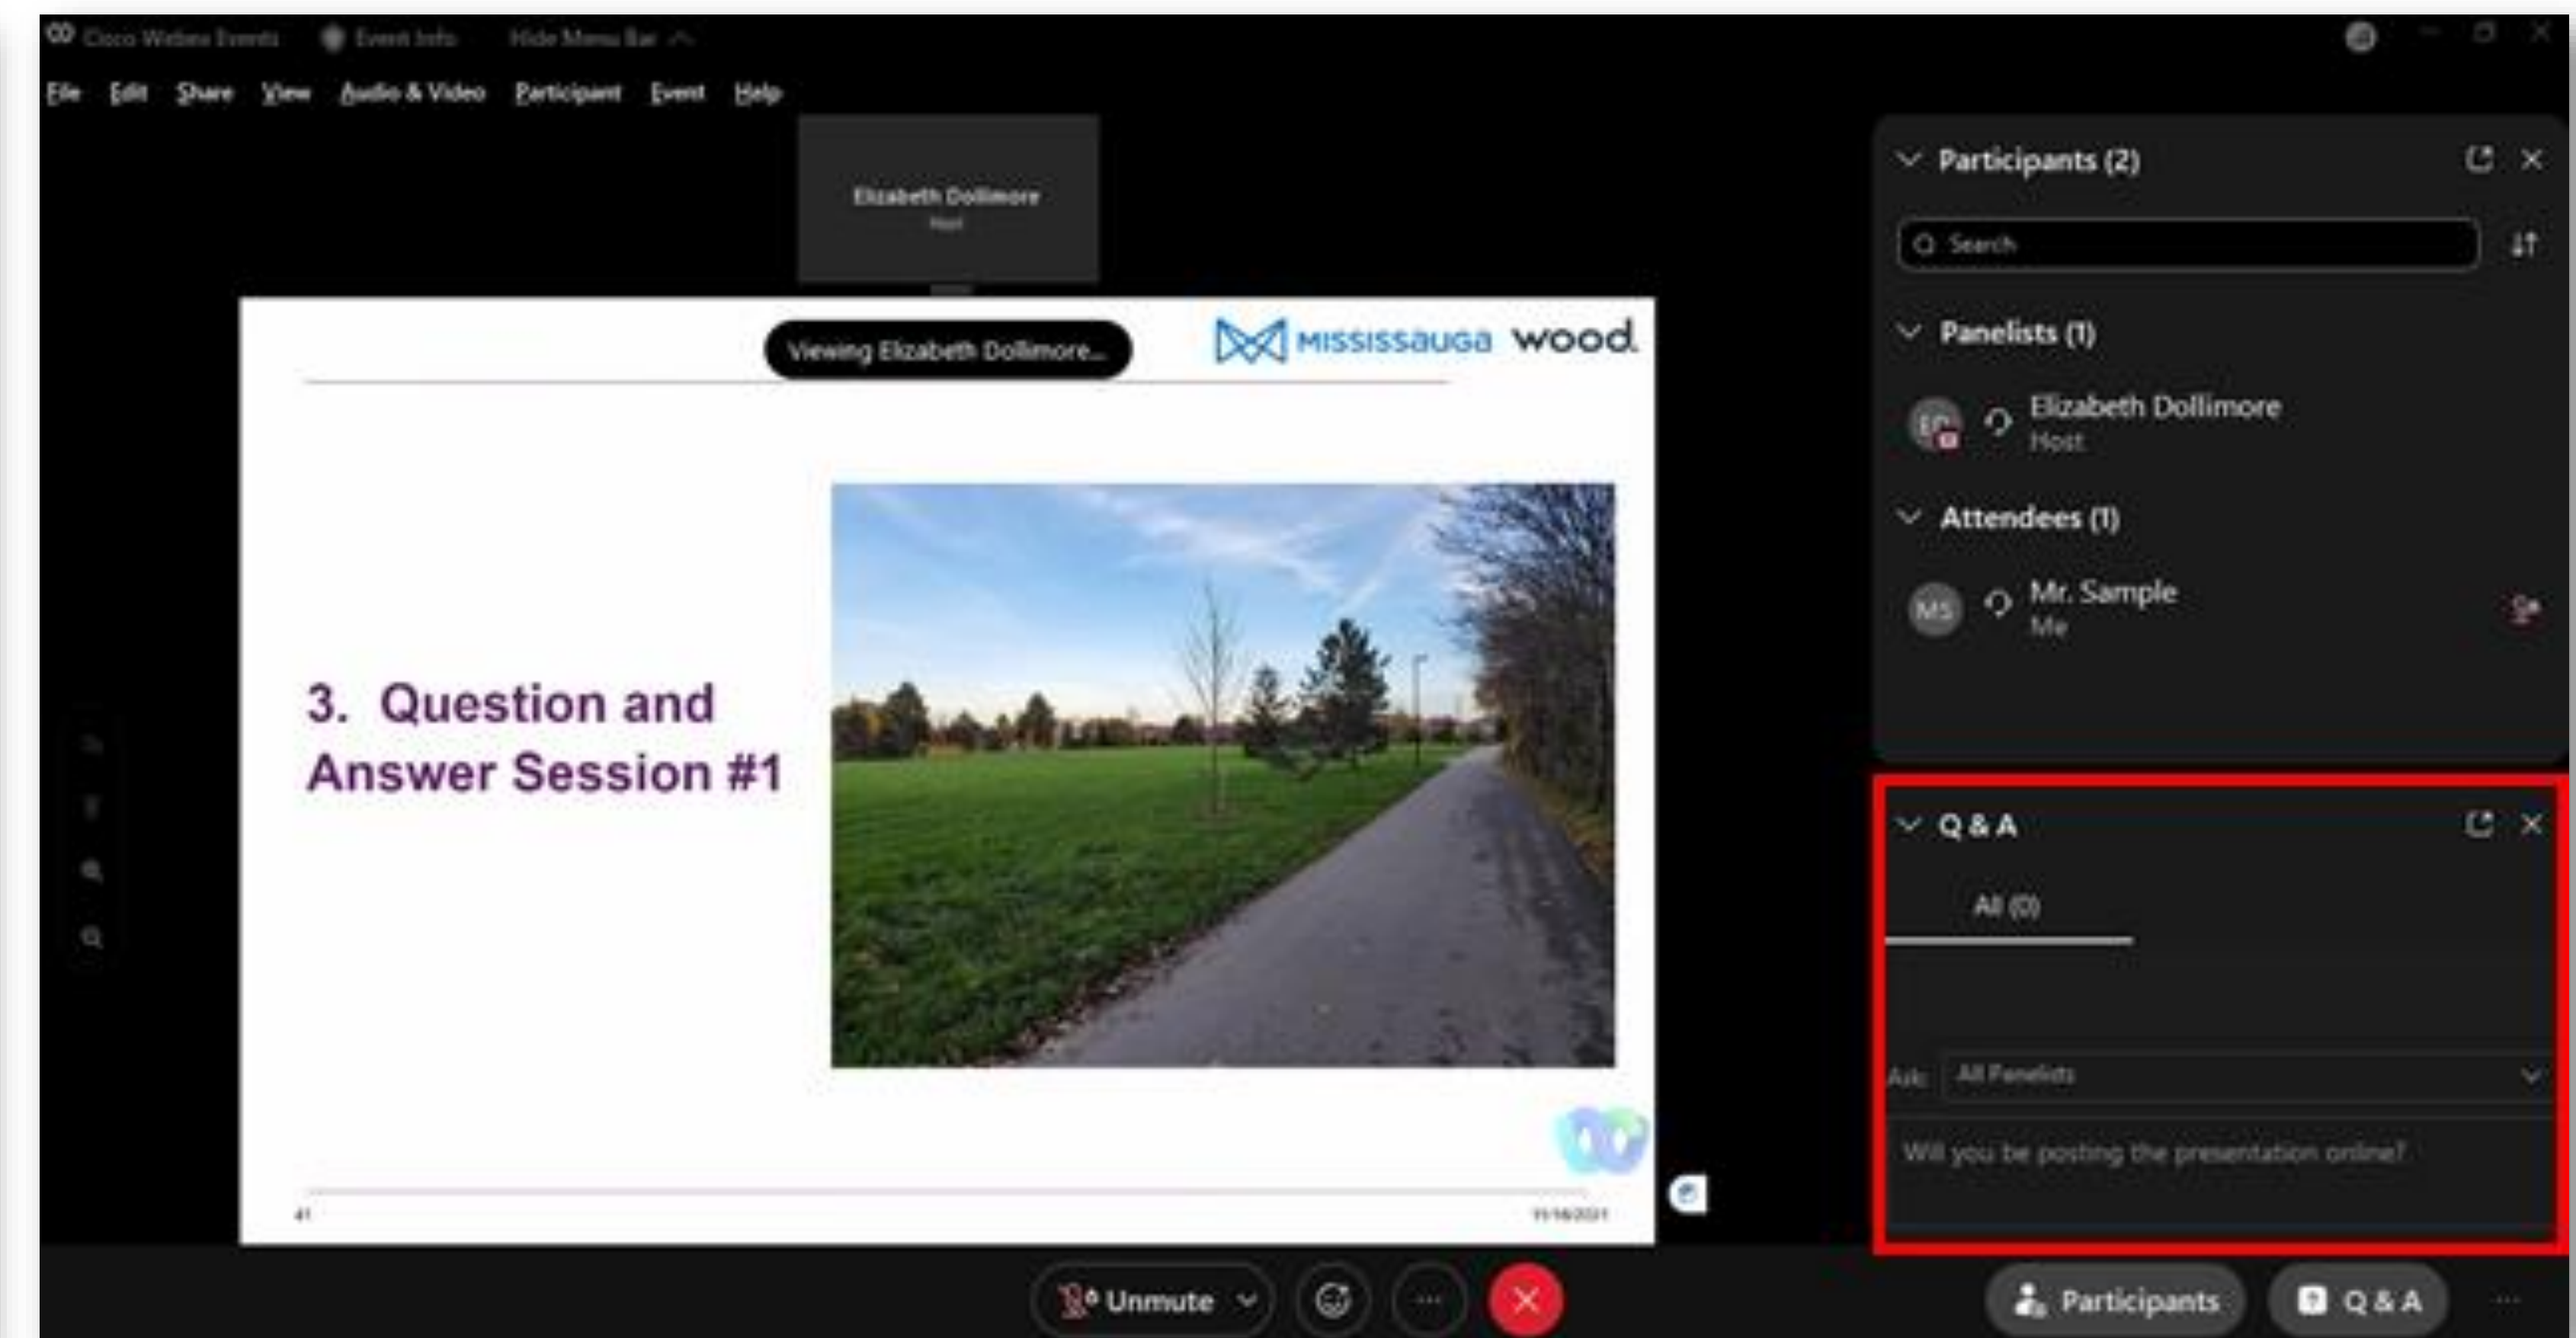 Cisco Webex Events Event Info Hide Menu Bar
File Edit Share View Audio & Video Participant Event Help
Elizabeth Dollimore
Host
Viewing Elizabeth Dollimore...
MISSISSAUGA wood.
3. Question and
Answer Session #1
41
Participants (2)
Search
Panelists (1)
Elizabeth Dollimore
Host
Attendees (1)
MS
Mr. Sample
Me
Q & A
All (0)
Ask: All Panelists
Will you be posting the presentation online?
Unmute
Participants
Q & A